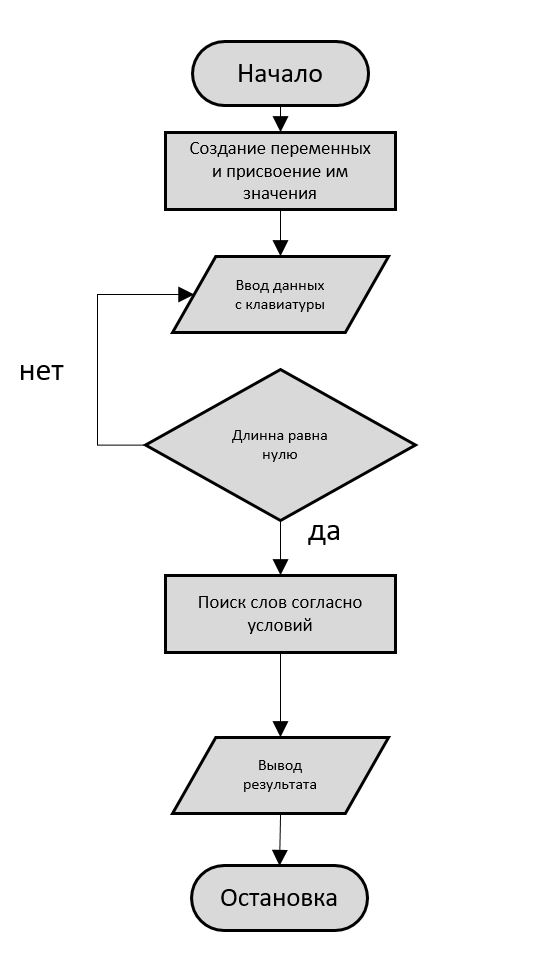 Начало
Создание переменных
и присвоение им
значения
Ввод данных
с клавиатуры
нет
Длинна равна
нулю
да
Поиск слов согласно
условий
Вывод
результата
Остановка